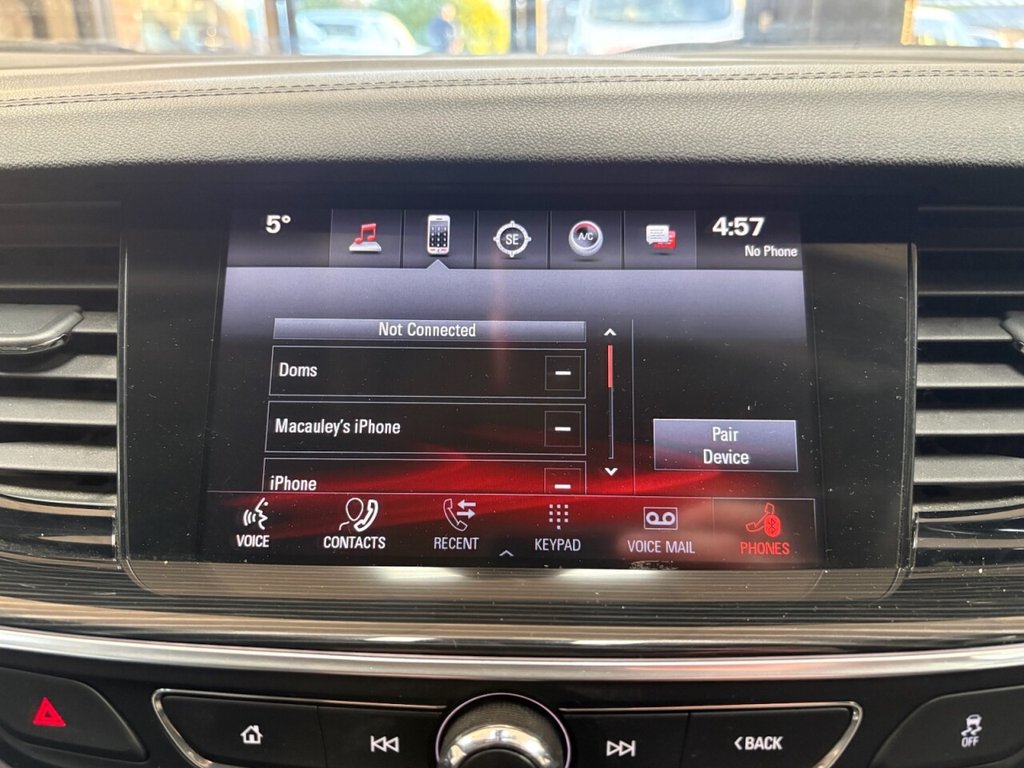 5°
SE
A/C
4:57
No Phone
Not Connected
Doms
Macauley's iPhone
iPhone
Pair
Device
VOICE
CONTACTS
RECENT
KEYPAD
VOICE MAIL
PHONES
BACK
OFF